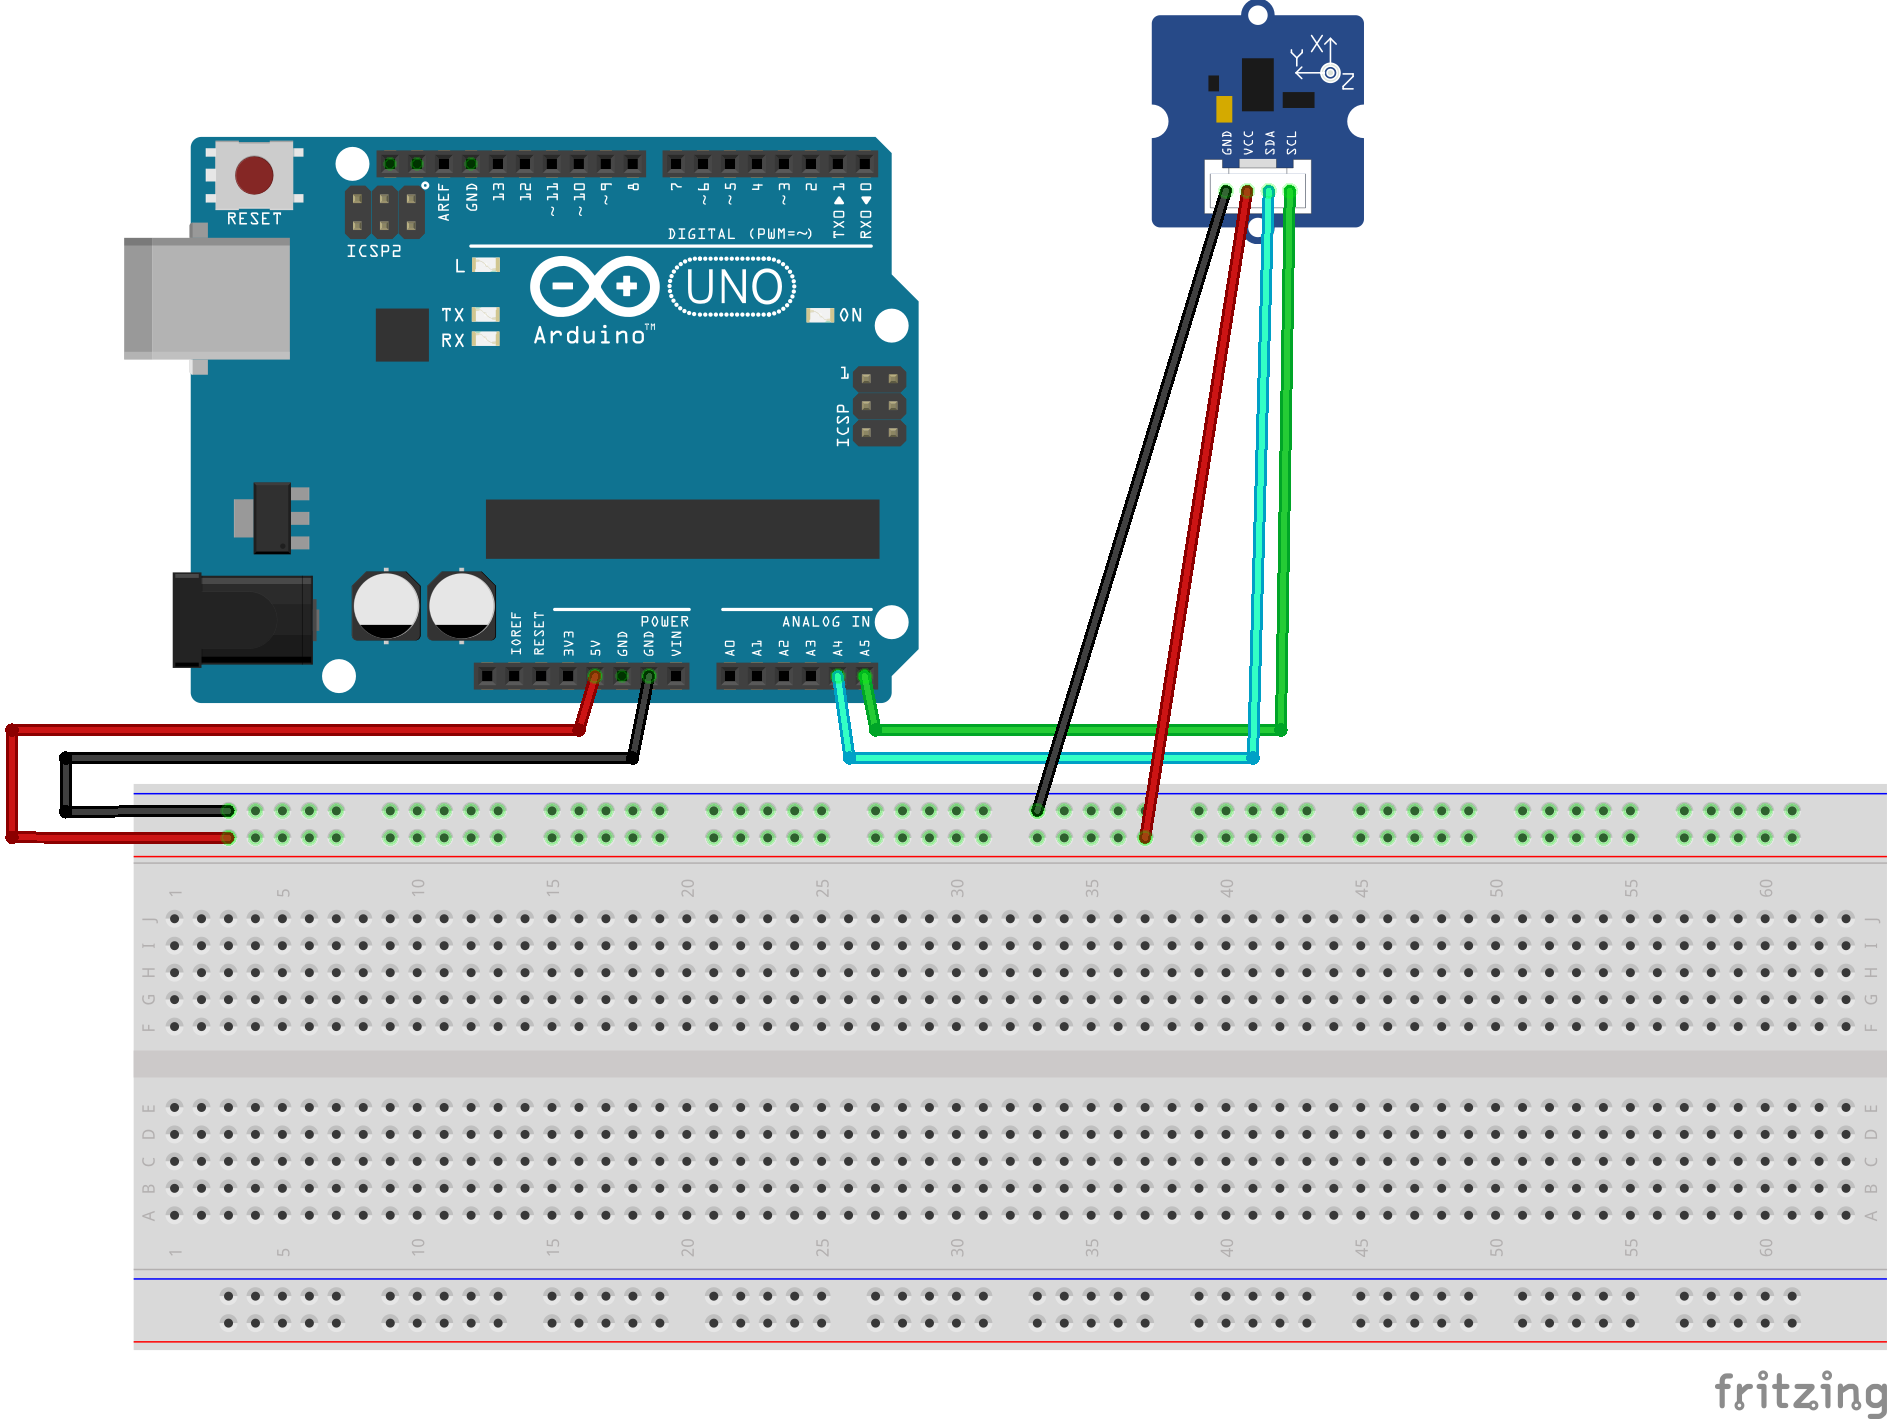 X
Y
Z
GND
VCC
SDA
SCL
RESET
ICSP2
AREF
GND
13
12
~11
~10
~9
8
7
~6
~5
4
~3
2
TX0▶1
RX0◀0
DIGITAL (PWM=~)
L
TX
RX
UNO
Arduino™
ON
1
ICSP
IOREF
RESET
3V3
5V
GND
GND
VIN
POWER
ANALOG IN
A0
A1
A2
A3
A4
A5
1 5 10 15 20 25 30 35 40 45 50 55 60
J J
I I
H H
G G
F F
E E
D D
C C
B B
A A
1 5 10 15 20 25 30 35 40 45 50 55 60
fritzing